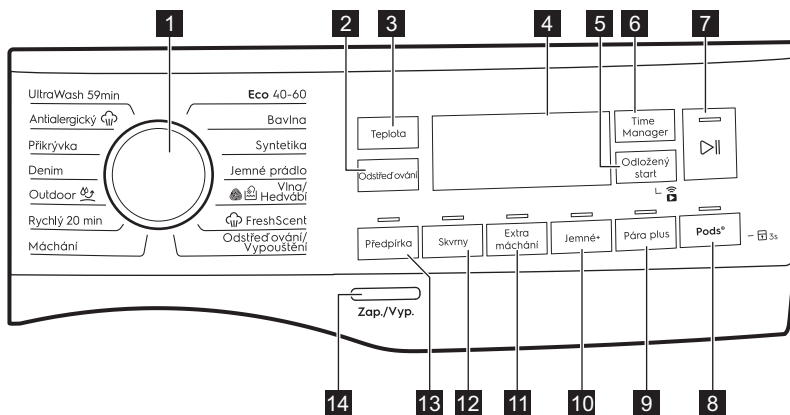 1
2
3
4
5
6
7
UltraWash 59min
Antialergický
Přikrývka
Denim
Outdoor
Rychlý 20 min
Máchání
Eco 40-60
Bavlna
Syntetika
Jemné prádlo
Vlna/
Hedvábí
FreshScent
Odstřeďování/
Vypouštění
Teplota
Odstřeďování
Time
Manager
Odložený
start
Předpírka
Skvrny
Extra
máchání
Jemné+
Pára plus
Pods®
3s
Zap./Vyp.
14
13
12
11
10
9
8